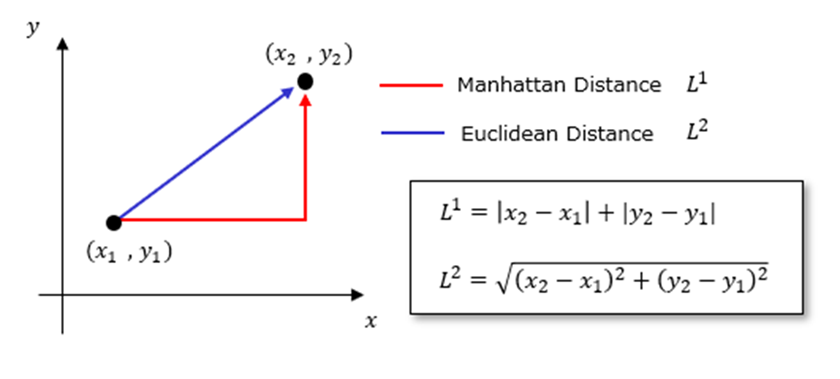 y
(x₂ , y₂)
Manhattan Distance L¹
Euclidean Distance L²
L¹ = |x₂ − x₁| + |y₂ − y₁|
(x₁ , y₁)
L² = √(x₂ − x₁)² + (y₂ − y₁)²
x